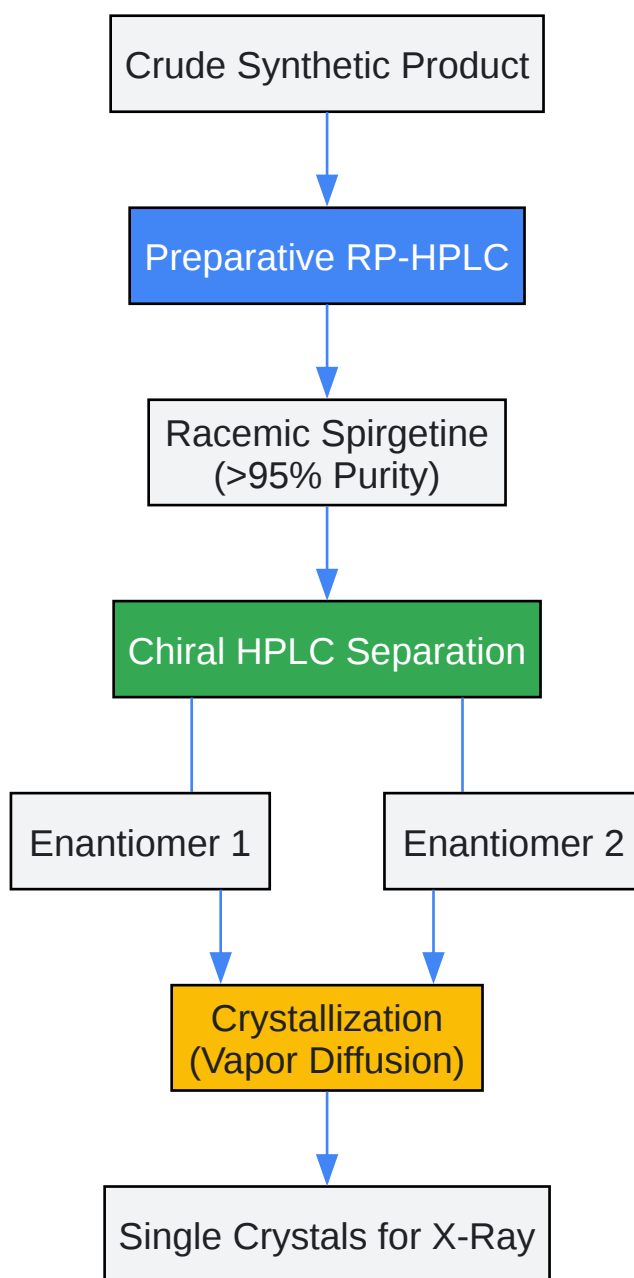 Crude Synthetic Product
Preparative RP-HPLC
Racemic Spirgetine
(>95% Purity)
Chiral HPLC Separation
Enantiomer 1
Enantiomer 2
Crystallization
(Vapor Diffusion)
Single Crystals for X-Ray